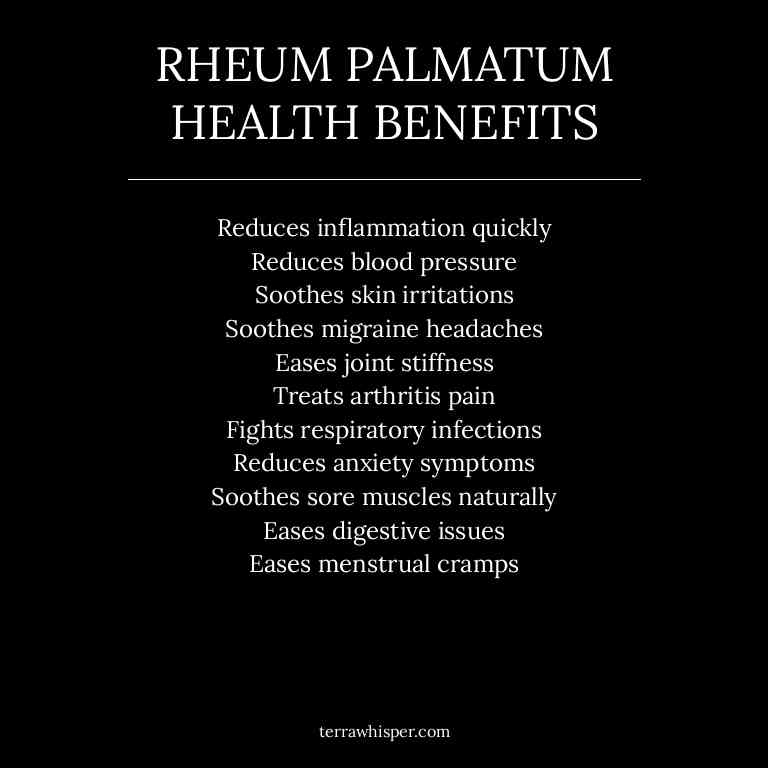 RHEUM PALMATUM
HEALTH BENEFITS
Reduces inflammation quickly
Reduces blood pressure
Soothes skin irritations
Soothes migraine headaches
Eases joint stiffness
Treats arthritis pain
Fights respiratory infections
Reduces anxiety symptoms
Soothes sore muscles naturally
Eases digestive issues
Eases menstrual cramps
terrawhisper.com